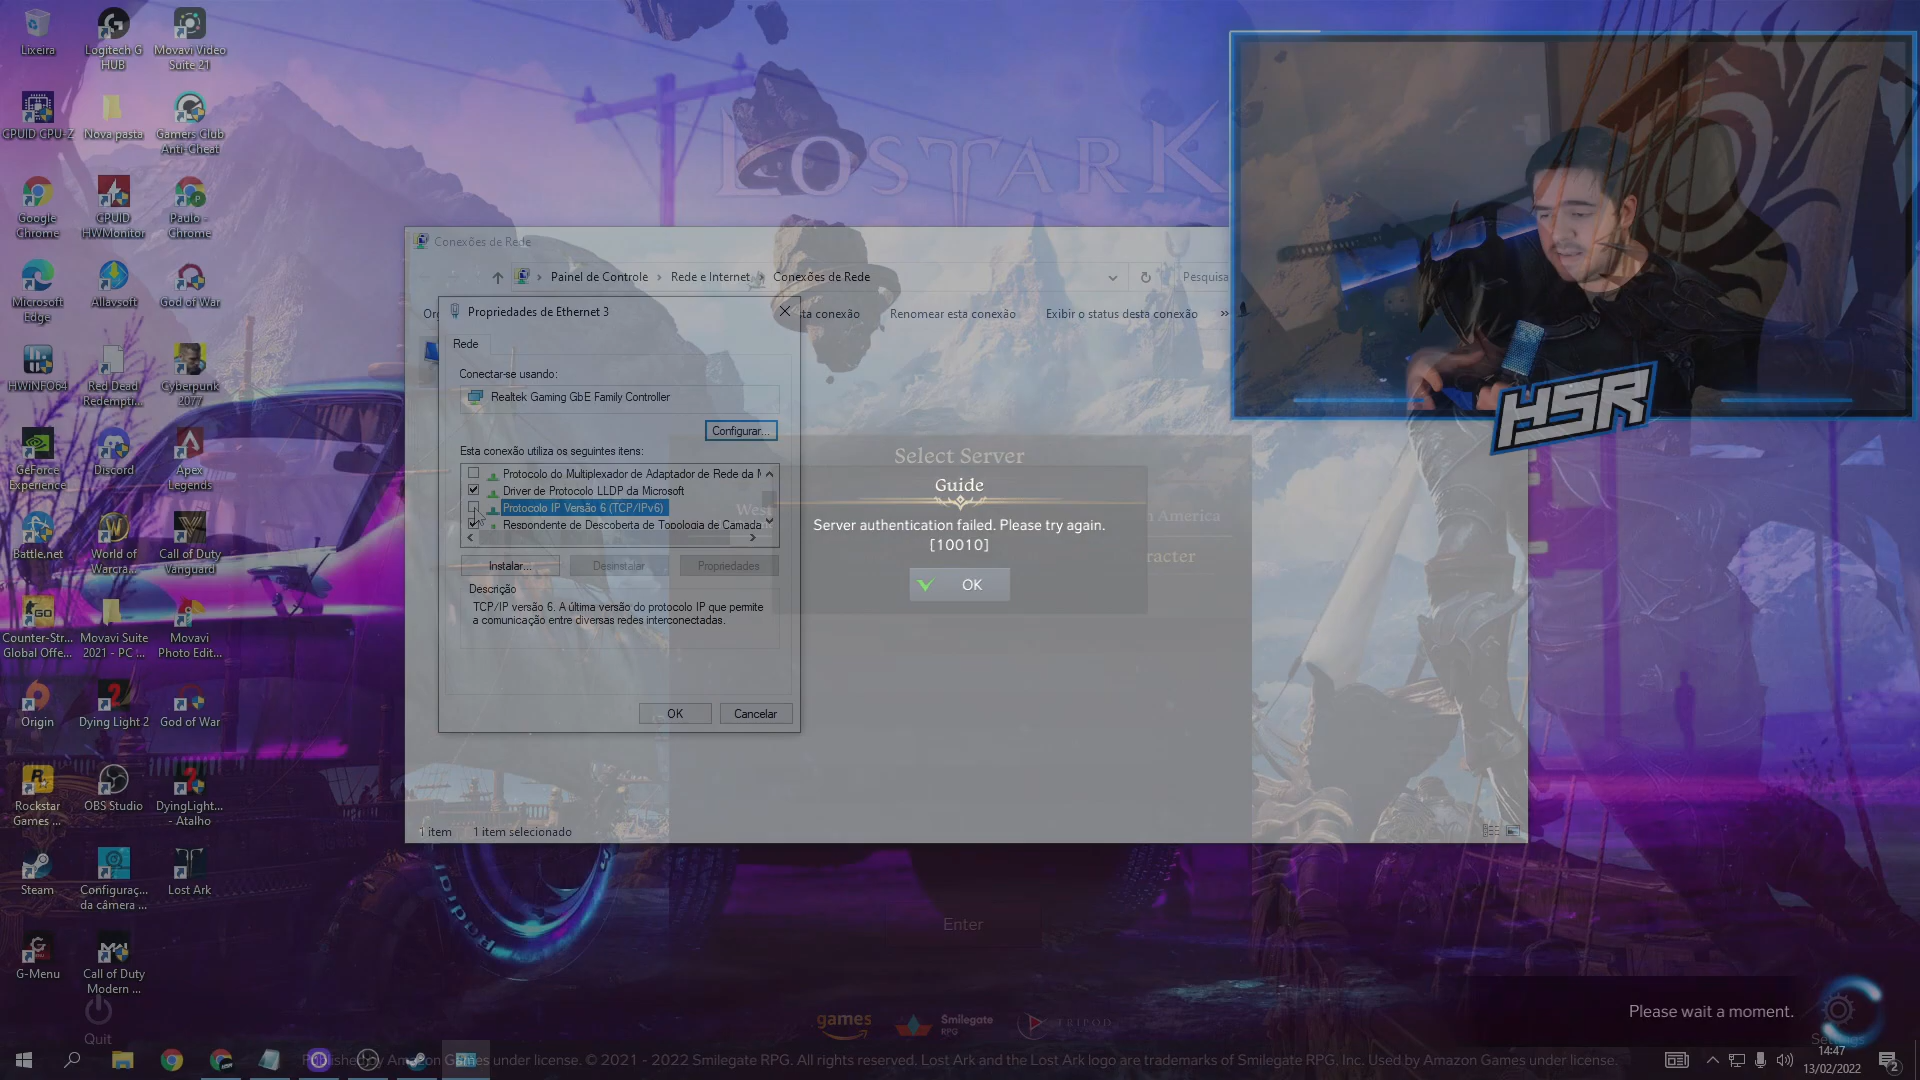 Lixeira
Logitech G
HUB
Movavi Video
Suite 21
CPUID CPU-Z
Nova pasta
Gamers Club
Anti-Cheat
Google
Chrome
CPUID
HWMonitor
Paulo -
Chrome
Microsoft
Edge
Allavsoft
God of War
HWiNFO64
Red Dead
Redempti...
Cyberpunk
2077
GeForce
Experience
Discord
Apex
Legends
Battle.net
World of
Warcra...
Call of Duty
Vanguard
Counter-Str...
Global Offe...
Movavi Suite
2021 - PC ...
Movavi
Photo Edit...
Origin
Dying Light 2
God of War
Rockstar
Games ...
OBS Studio
DyingLight...
- Atalho
Steam
Configuraç...
da câmera ...
Lost Ark
G-Menu
Call of Duty
Modern ...
Quit
LOST ARK
Conexões de Rede
Painel de Controle
Rede e Internet
Conexões de Rede
Pesquisa
Propriedades de Ethernet 3
ta conexão
Renomear esta conexão
Exibir o status desta conexão
Rede
Conectar-se usando:
Realtek Gaming GbE Family Controller
Configurar...
Esta conexão utiliza os seguintes itens:
Protocolo do Multiplexador de Adaptador de Rede da
Driver de Protocolo LLDP da Microsoft
Protocolo IP Versão 6 (TCP/IPv6)
Respondente de Descoberta de Topologia de Camada
Instalar...
Desinstalar
Propriedades
Descrição
TCP/IP versão 6. A última versão do protocolo IP que permite
a comunicação entre diversas redes interconectadas.
OK
Cancelar
1 item
1 item selecionado
Select Server
Guide
West
America
Server authentication failed. Please try again.
[10010]
OK
Enter
HSR
Please wait a moment.
games
Smilegate
RPG
TRIPOD
Published by Amazon Games under license. © 2021 - 2022 Smilegate RPG. All rights reserved. Lost Ark and the Lost Ark logo are trademarks of Smilegate RPG, Inc. Used by Amazon Games under license.
14:47
13/02/2022
2